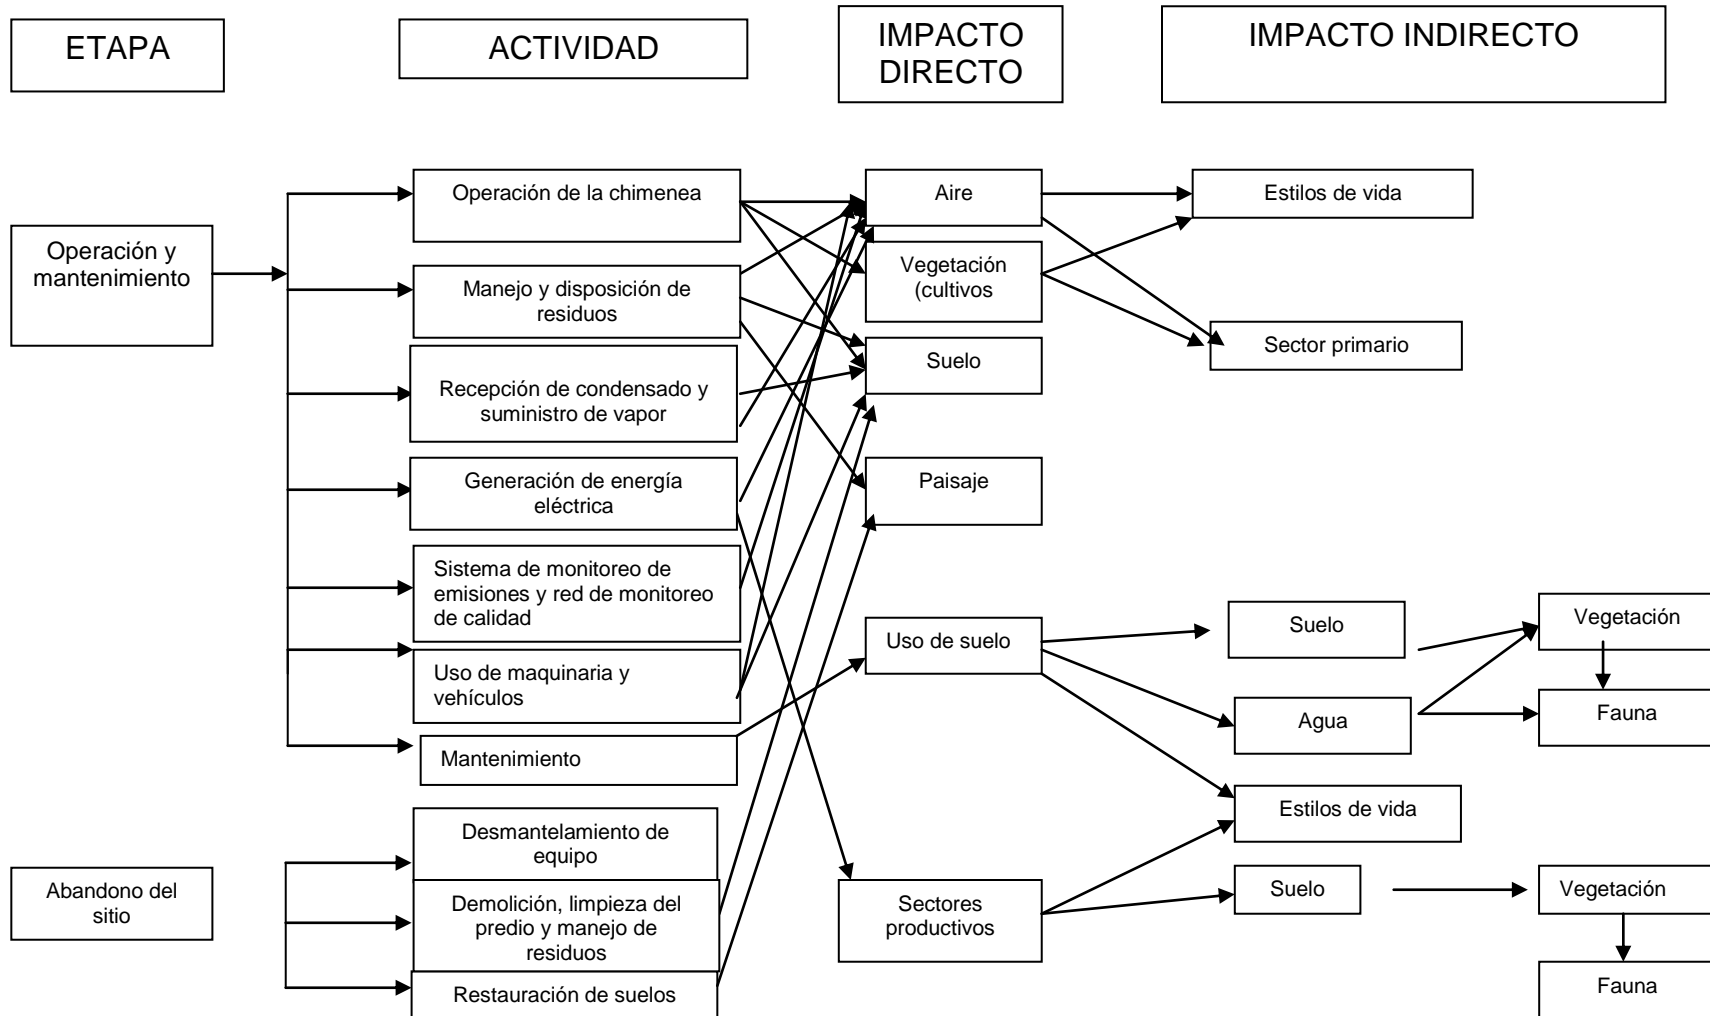 ETAPA
ACTIVIDAD
IMPACTO
DIRECTO
IMPACTO INDIRECTO
Operación y
mantenimiento
Operación de la chimenea
Manejo y disposición de
residuos
Recepción de condensado y
suministro de vapor
Generación de energía
eléctrica
Sistema de monitoreo de
emisiones y red de monitoreo
de calidad
Uso de maquinaria y
vehículos
Mantenimiento
Aire
Vegetación
(cultivos
Suelo
Paisaje
Uso de suelo
Sectores
productivos
Estilos de vida
Sector primario
Suelo
Agua
Estilos de vida
Suelo
Vegetación
Fauna
Vegetación
Fauna
Abandono del
sitio
Desmantelamiento de
equipo
Demolición, limpieza del
predio y manejo de
residuos
Restauración de suelos